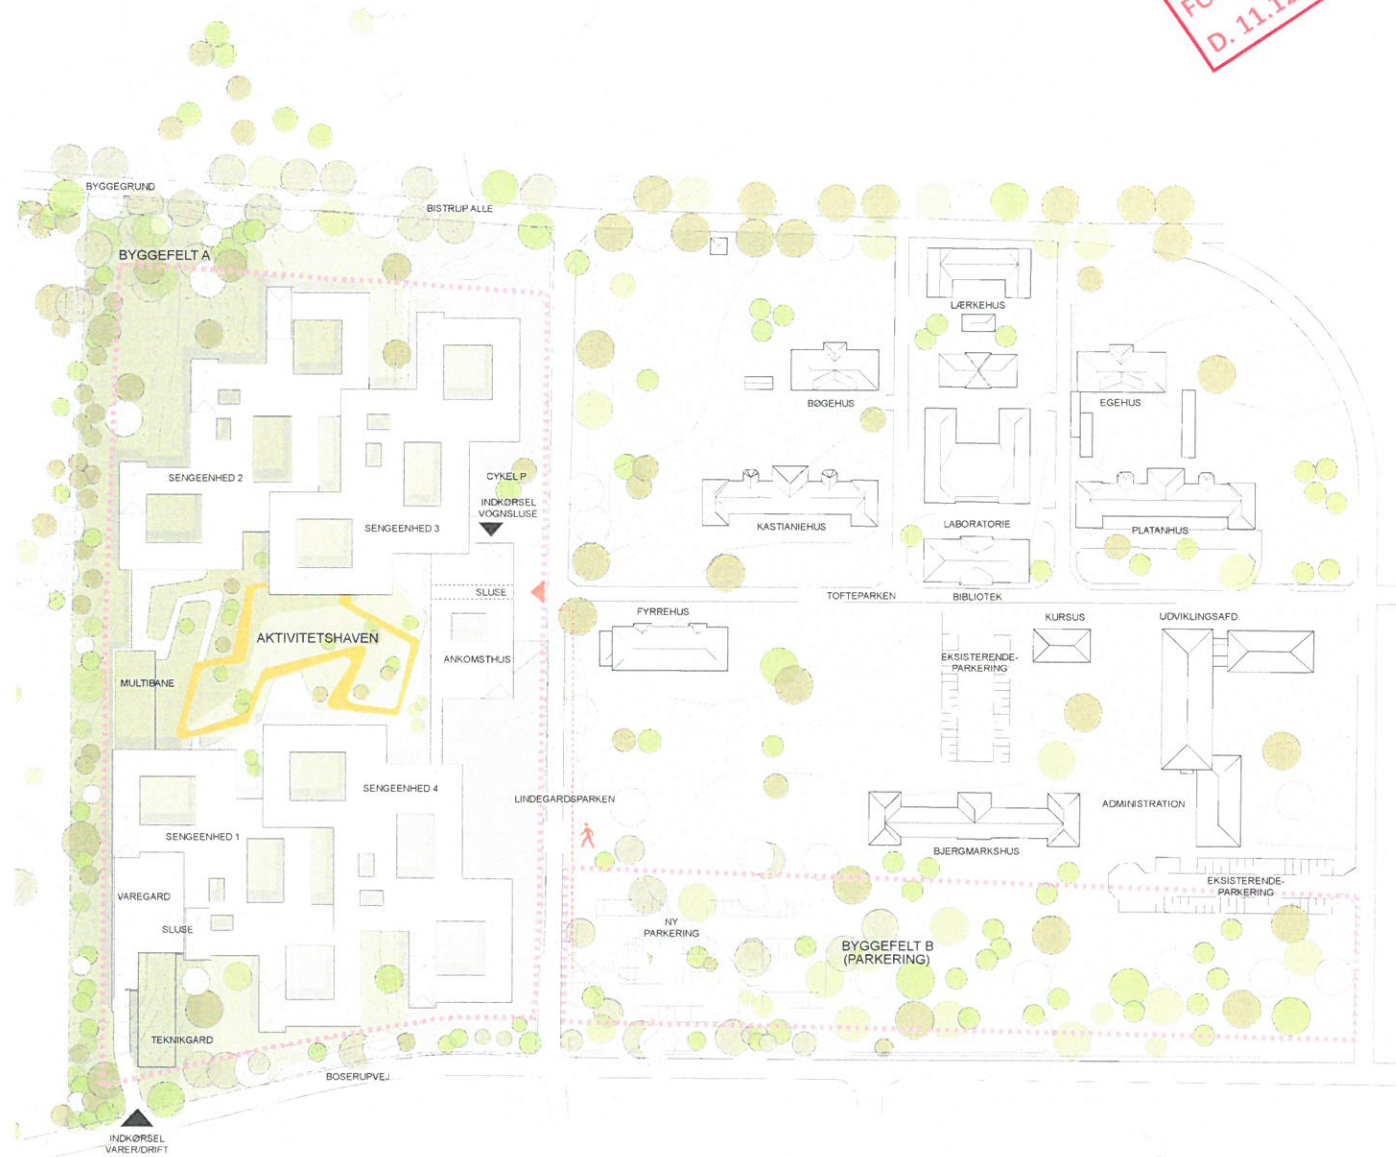 D. 11.12
BYGGEGRUND
BISTRUP ALLE
BYGGEFELT A
LÆRKEHUS
BØGEHUS
EGEHUS
SENGEENHED 2
CYKEL P
INDKØRSEL
VOGNSLUSE
SENGEENHED 3
KASTIANIEHUS
LABORATORIE
PLATANHUS
SLUSE
TOFTEPARKEN
BIBLIOTEK
FYRREHUS
KURSUS
UDVIKLINGSAFD.
AKTIVITETSHAVEN
ANKOMSTHUS
EKSISTERENDE-
PARKERING
MULTIBANE
SENGEENHED 4
LINDEGARDSPARKEN
ADMINISTRATION
SENGEENHED 1
BJERGMARKSHUS
VAREGARD
EKSISTERENDE-
PARKERING
SLUSE
NY
PARKERING
BYGGEFELT B
(PARKERING)
TEKNIKGARD
BOSERUPVEJ
INDKØRSEL
VARER/DRIFT